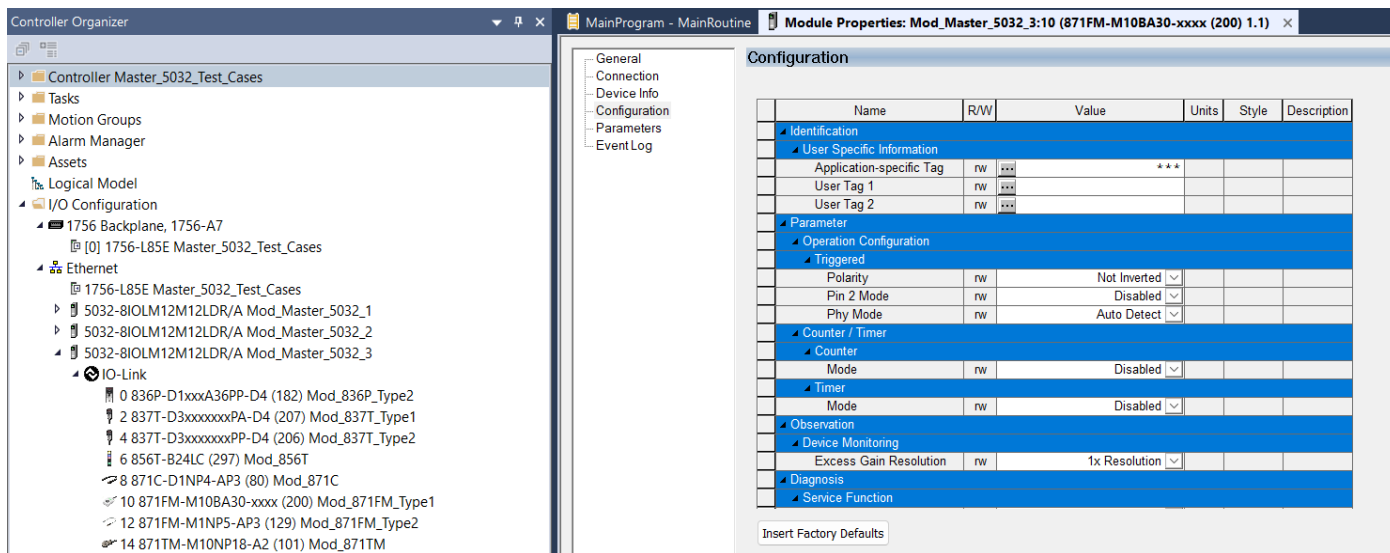 Controller Organizer
Controller Master_5032_Test_Cases
Tasks
Motion Groups
Alarm Manager
Assets
Logical Model
I/O Configuration
1756 Backplane, 1756-A7
[0] 1756-L85E Master_5032_Test_Cases
Ethernet
1756-L85E Master_5032_Test_Cases
5032-8IOLM12M12LDR/A Mod_Master_5032_1
5032-8IOLM12M12LDR/A Mod_Master_5032_2
5032-8IOLM12M12LDR/A Mod_Master_5032_3
IO-Link
0 836P-D1xxxA36PP-D4 (182) Mod_836P_Type2
2 837T-D3xxxxxxxPA-D4 (207) Mod_837T_Type1
4 837T-D3xxxxxxxPP-D4 (206) Mod_837T_Type2
6 856T-B24LC (297) Mod_856T
8 871C-D1NP4-AP3 (80) Mod_871C
10 871FM-M10BA30-xxxx (200) Mod_871FM_Type1
12 871FM-M1NP5-AP3 (129) Mod_871FM_Type2
14 871TM-M10NP18-A2 (101) Mod_871TM
MainProgram - MainRoutine
Module Properties: Mod_Master_5032_3:10 (871FM-M10BA30-xxxx (200) 1.1)
General
Connection
Device Info
Configuration
Parameters
Event Log
Configuration
Name R/W Value Units Style Description
Identification
User Specific Information
Application-specific Tag rw ... ***
User Tag 1 rw ...
User Tag 2 rw ...
Parameter
Operation Configuration
Triggered
Polarity rw Not Inverted
Pin 2 Mode rw Disabled
Phy Mode rw Auto Detect
Counter / Timer
Counter
Mode rw Disabled
Timer
Mode rw Disabled
Observation
Device Monitoring
Excess Gain Resolution rw 1x Resolution
Diagnosis
Service Function
Insert Factory Defaults